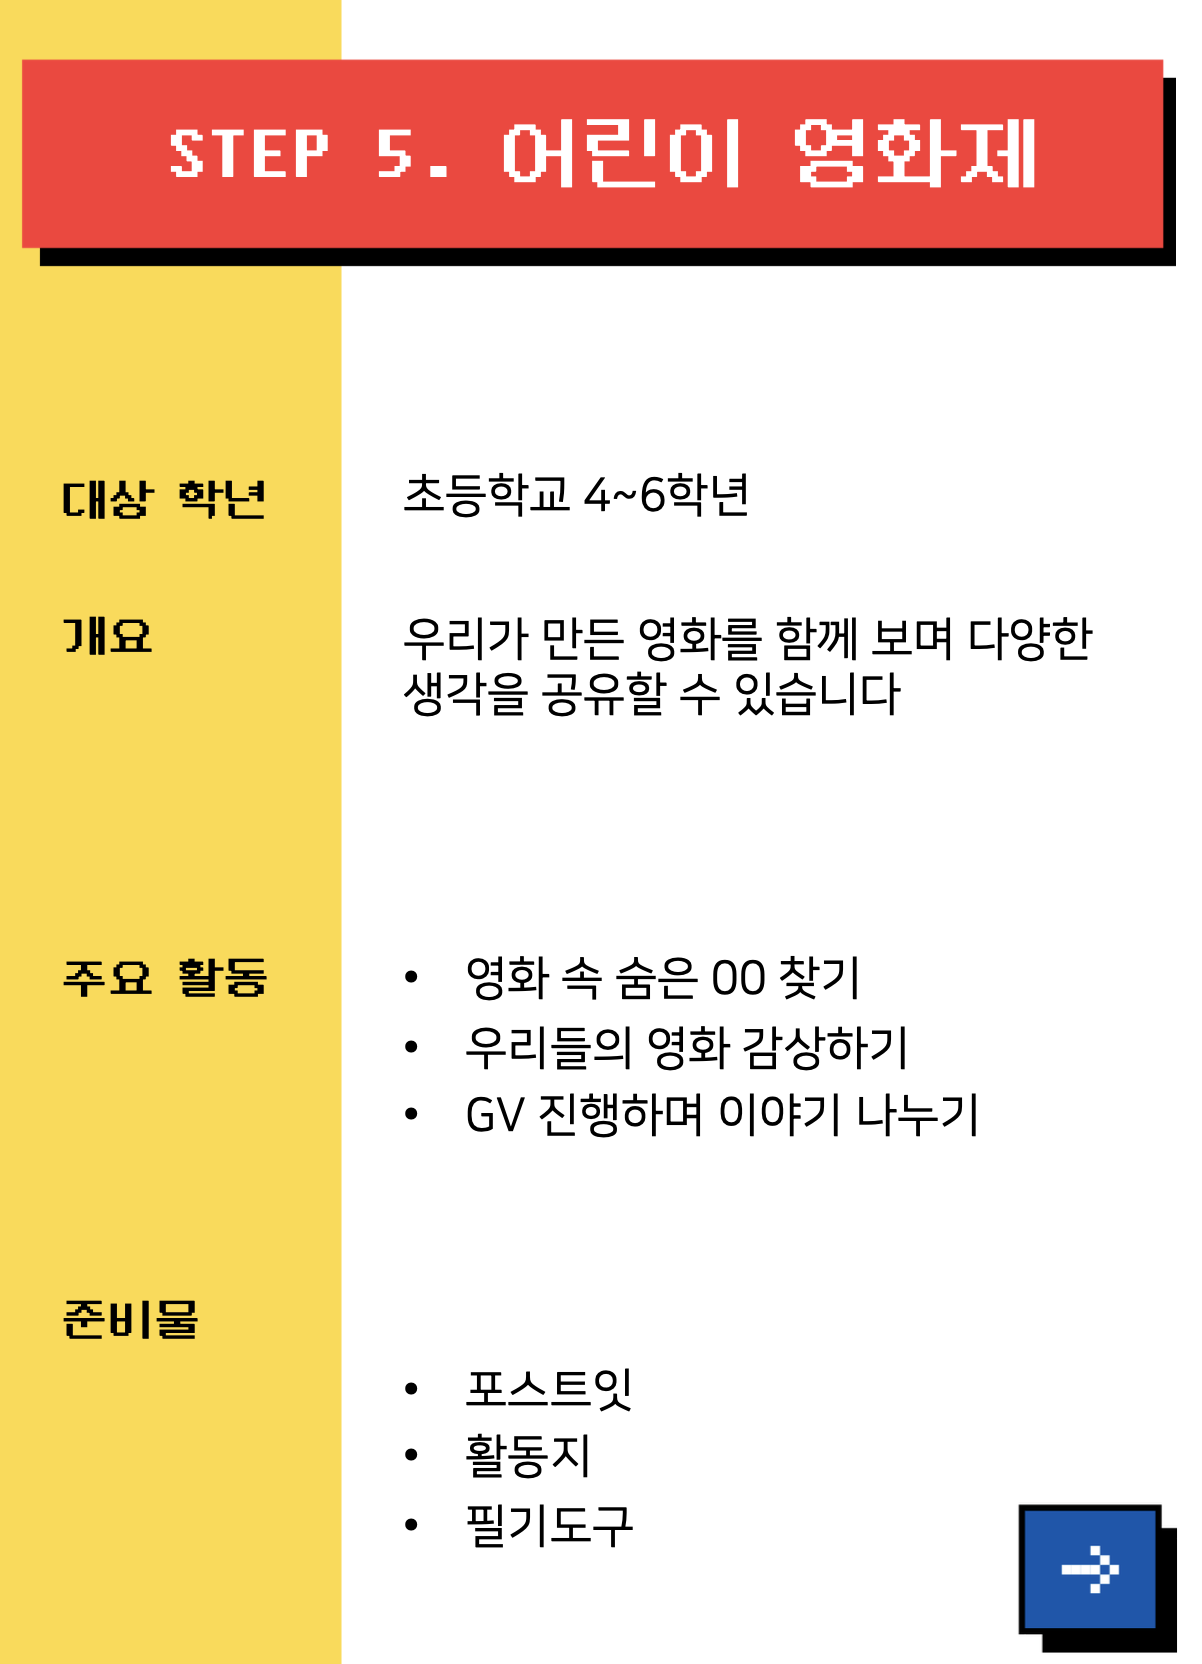 STEP 5. 어린이 영화제
대상 학년
초등학교 4~6학년
개요
우리가 만든 영화를 함께 보며 다양한
생각을 공유할 수 있습니다
주요 활동
• 영화 속 숨은 00 찾기
• 우리들의 영화 감상하기
• GV 진행하며 이야기 나누기
준비물
• 포스트잇
• 활동지
• 필기도구